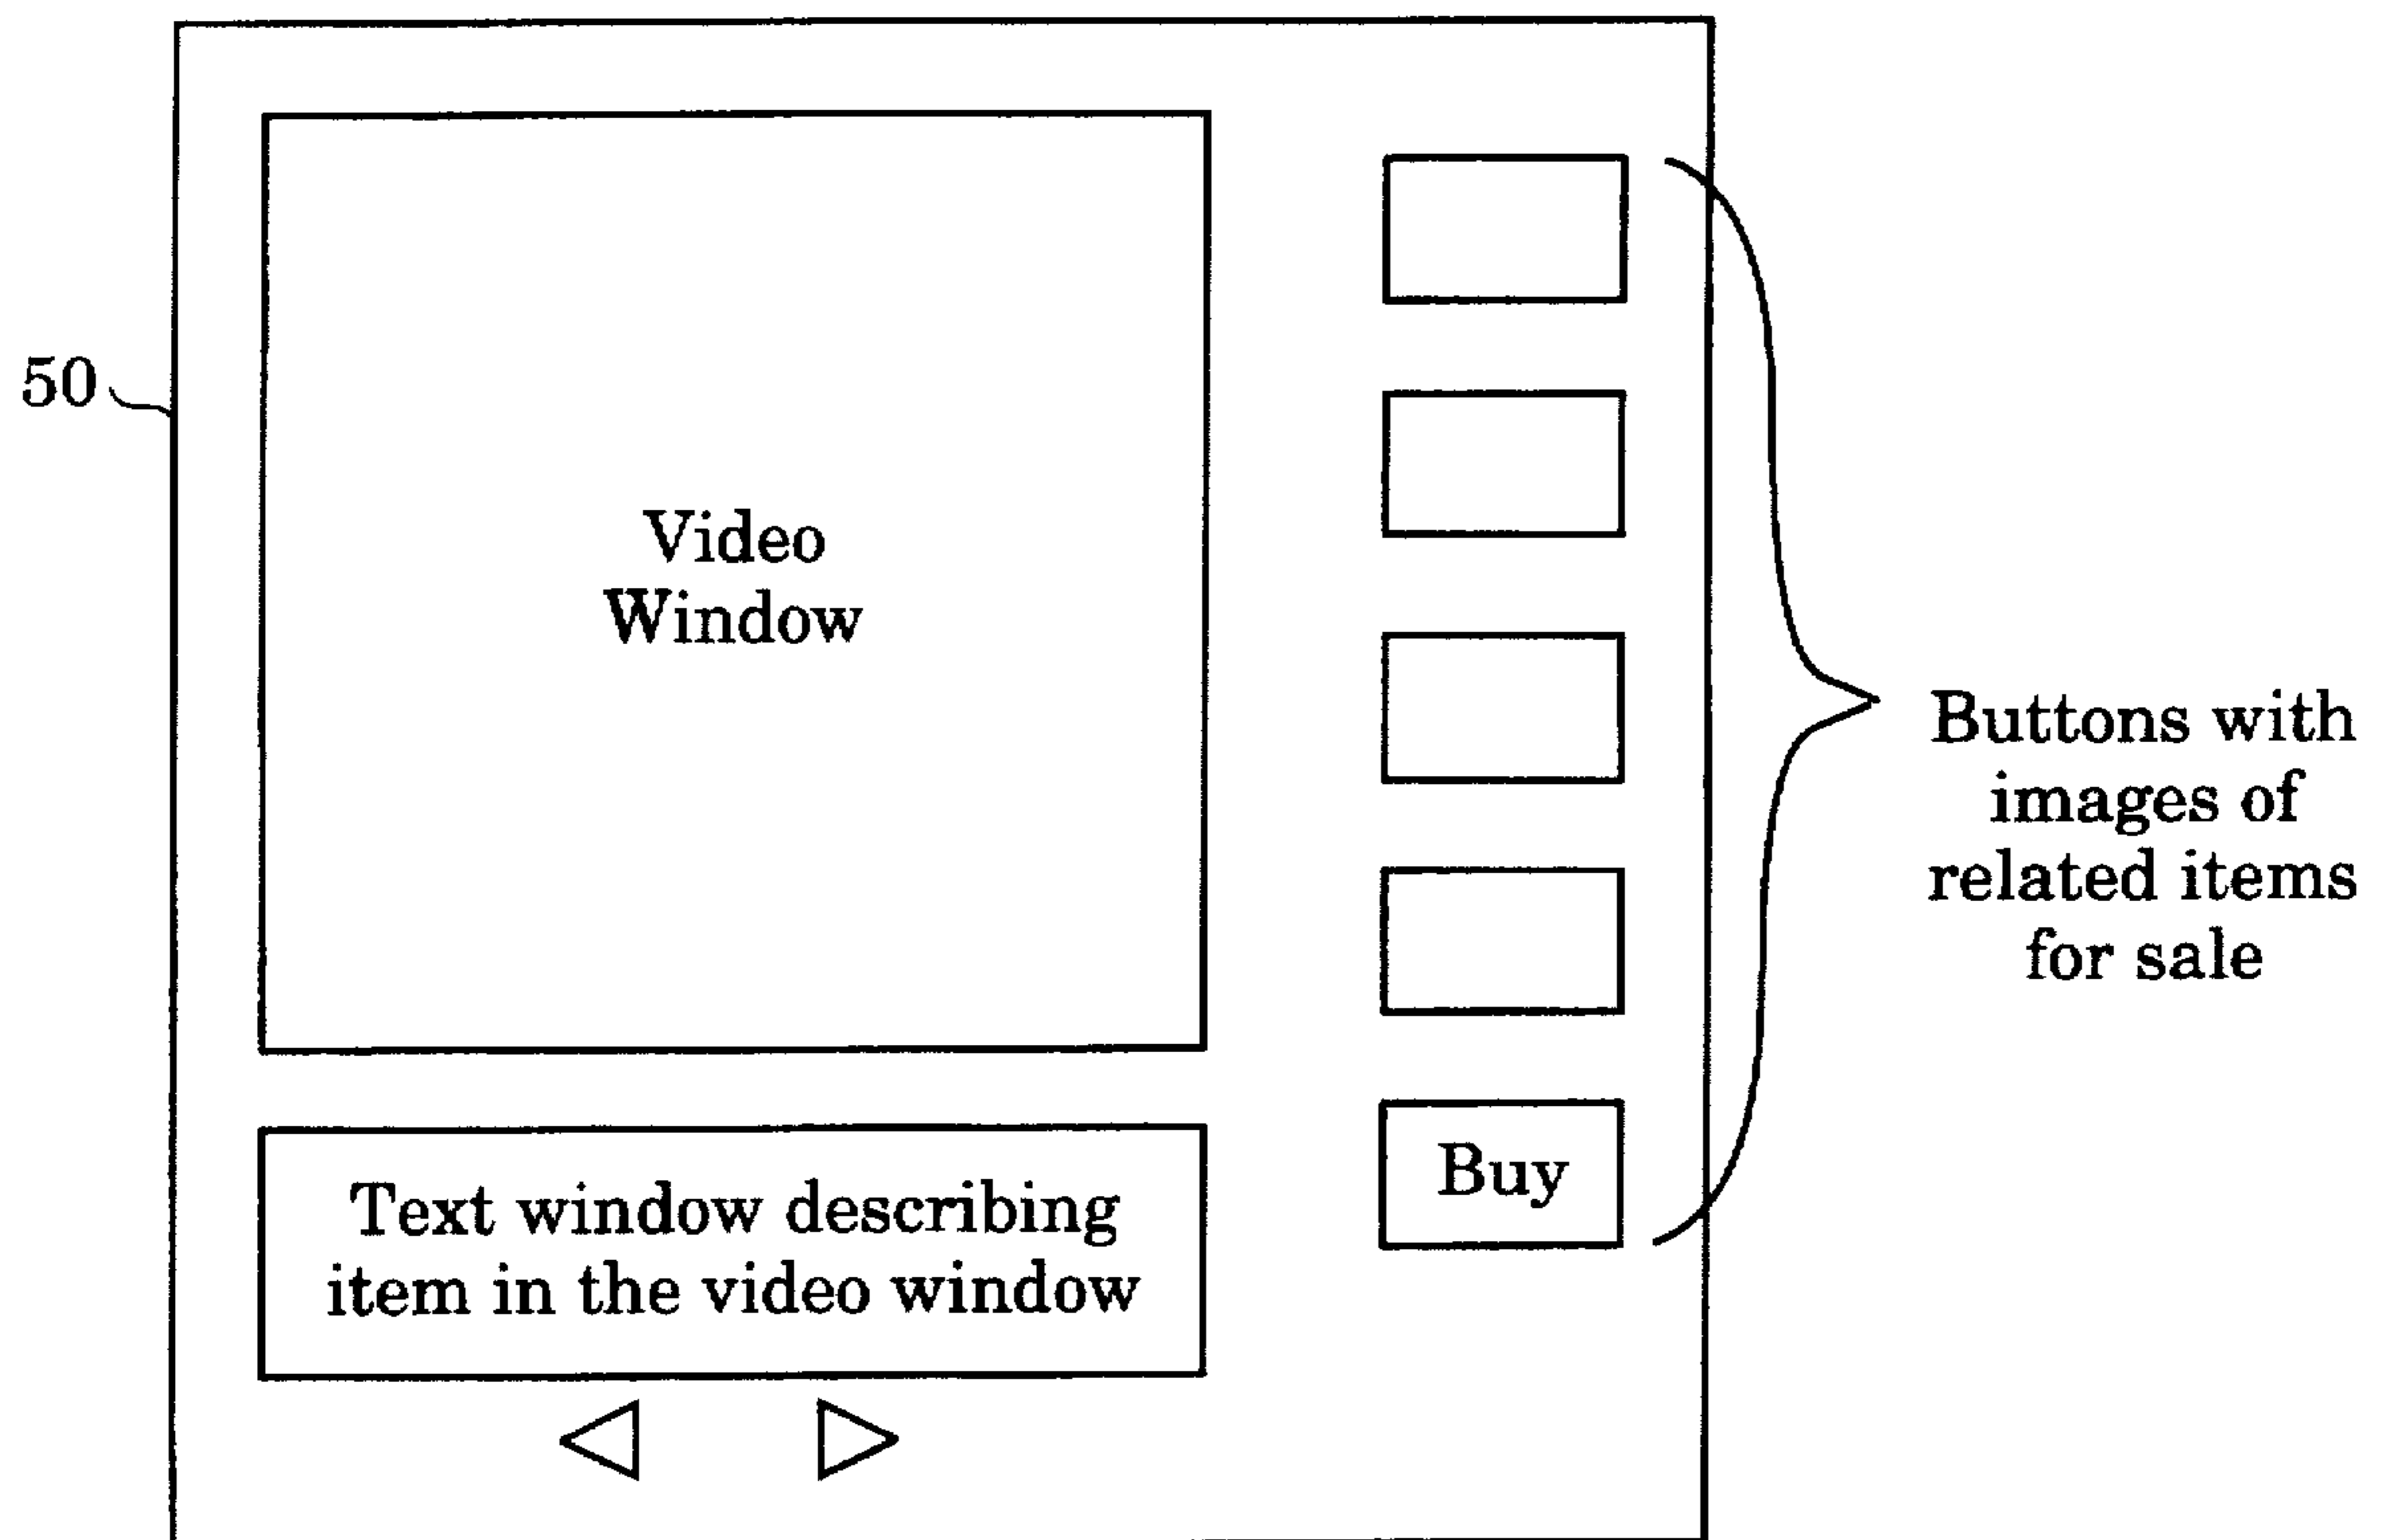 50
Video
Window
Text window describing
item in the video window
Buy
Buttons with
images of
related items
for sale